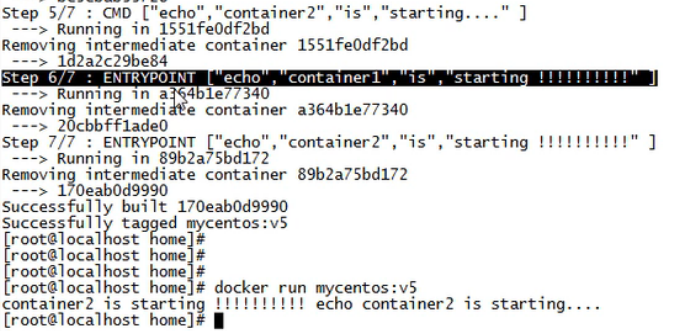 Step 5/7 : CMD ["echo","container2","is","starting...." ]
---> Running in 1551fe0df2bd
Removing intermediate container 1551fe0df2bd
---> 1d2a2c29be84
Step 6/7 : ENTRYPOINT ["echo","container1","is","starting !!!!!!!!!!" ]
---> Running in a364b1e77340
Removing intermediate container a364b1e77340
---> 20cbbff1ade0
Step 7/7 : ENTRYPOINT ["echo","container2","is","starting !!!!!!!!!!" ]
---> Running in 89b2a75bd172
Removing intermediate container 89b2a75bd172
---> 170eab0d9990
Successfully built 170eab0d9990
Successfully tagged mycentos:v5
[root@localhost home]#
[root@localhost home]#
[root@localhost home]#
[root@localhost home]# docker run mycentos:v5
container2 is starting !!!!!!!!!! echo container2 is starting....
[root@localhost home]#